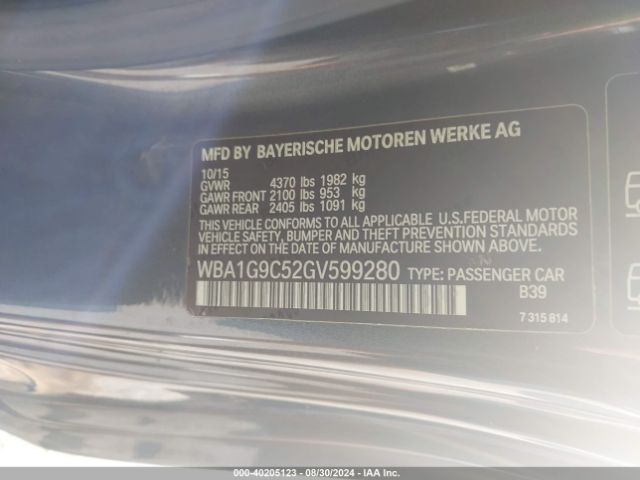 MFD BY BAYERISCHE MOTOREN WERKE AG
10/15
GVWR 4370 lbs 1982 kg
GAWR FRONT 2100 lbs 953 kg
GAWR REAR 2405 lbs 1091 kg
THIS VEHICLE CONFORMS TO ALL APPLICABLE U.S.FEDERAL MOTOR
VEHICLE SAFETY, BUMPER AND THEFT PREVENTION STANDARDS
IN EFFECT ON THE DATE OF MANUFACTURE SHOWN ABOVE.
WBA1G9C52GV599280 TYPE: PASSENGER CAR
B39
7 315 814
000-40205123 - 08/30/2024 - IAA Inc.